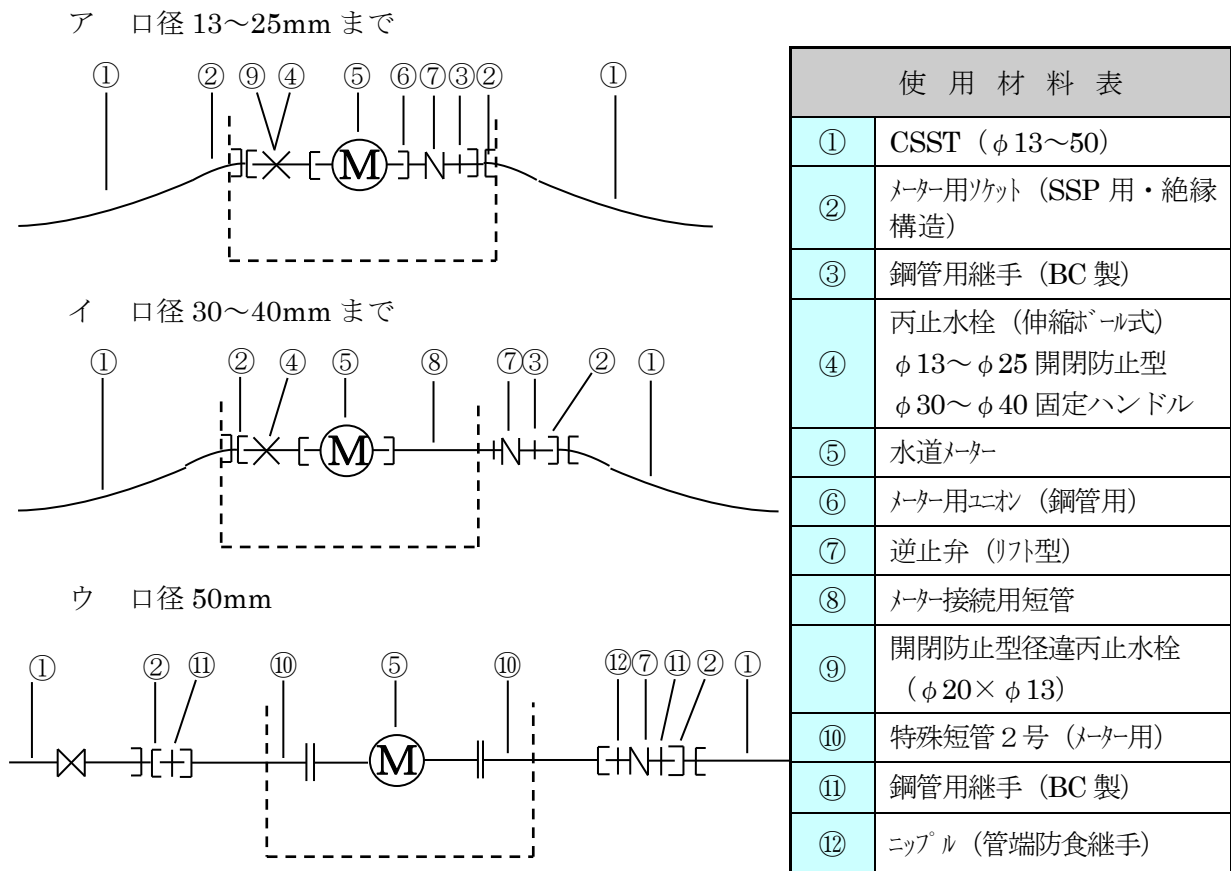 ア 口径 13～25mm まで
① ② ⑨ ④ ⑤ ⑥ ⑦ ③ ② ①
M
イ 口径 30～40mm まで
① ② ④ ⑤ ⑧ ⑦ ③ ② ①
M
ウ 口径 50mm
① ② ⑪ ⑩ ⑤ ⑩ ⑫ ⑦ ⑪ ② ①
M
使用材料表
① CSST（φ13～50）
② ﾒｰﾀｰ用ｿｹｯﾄ（SSP 用・絶縁
構造）
③ 鋼管用継手（BC 製）
④ 丙止水栓（伸縮ﾎﾞｰﾙ式）
φ13～φ25 開閉防止型
φ30～φ40 固定ハンドル
⑤ 水道ﾒｰﾀｰ
⑥ ﾒｰﾀｰ用ﾕﾆｵﾝ（鋼管用）
⑦ 逆止弁（ﾘﾌﾄ型）
⑧ ﾒｰﾀｰ接続用短管
⑨ 開閉防止型径違丙止水栓
（φ20×φ13）
⑩ 特殊短管２号（ﾒｰﾀｰ用）
⑪ 鋼管用継手（BC 製）
⑫ ﾆｯﾌﾟﾙ（管端防食継手）